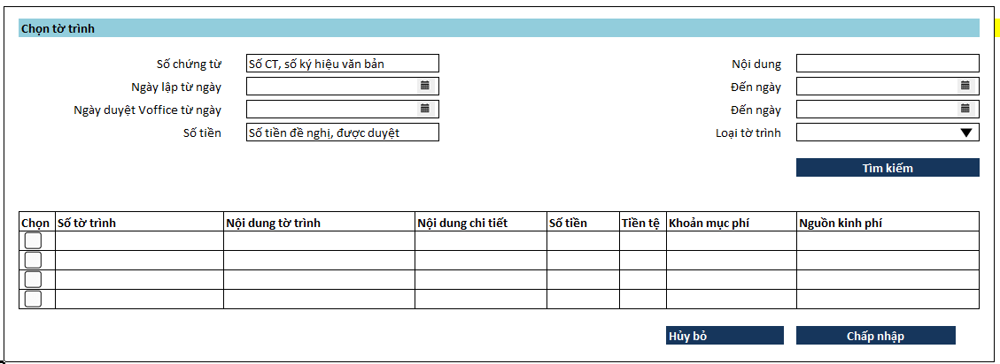 Chọn tờ trình
Số chứng từ Số CT, số ký hiệu văn bản Nội dung
Ngày lập từ ngày Đến ngày
Ngày duyệt Voffice từ ngày Đến ngày
Số tiền Số tiền đề nghị, được duyệt Loại tờ trình
Tìm kiếm
Chọn Số tờ trình Nội dung tờ trình Nội dung chi tiết Số tiền Tiền tệ Khoản mục phí Nguồn kinh phí
Hủy bỏ Chấp nhập